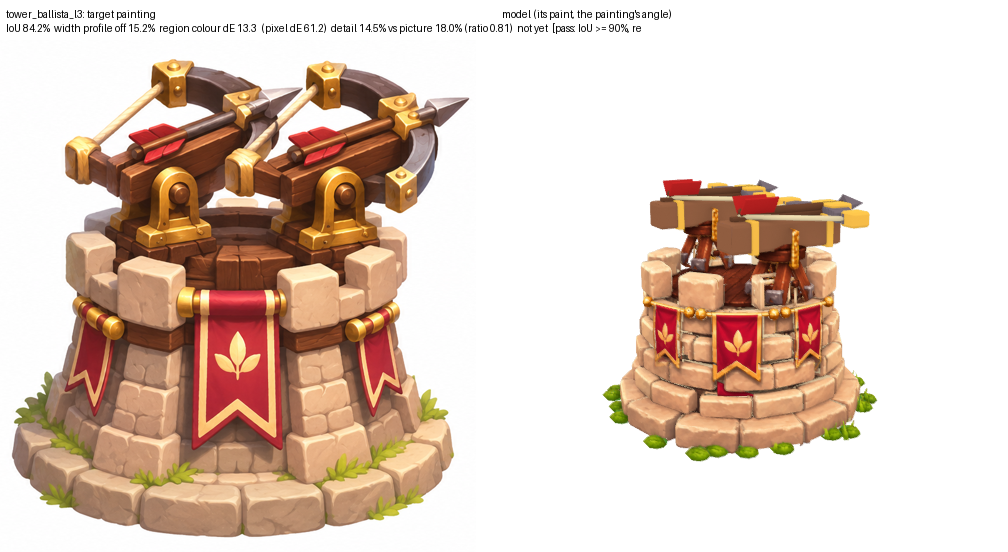 tower_ballista_l3: target painting
model (its paint, the painting's angle)
IoU 84.2% width profile off 15.2% region colour dE 13.3 (pixel dE 61.2) detail 14.5% vs picture 18.0% (ratio 0.81) not yet [pass: IoU >= 90%, re